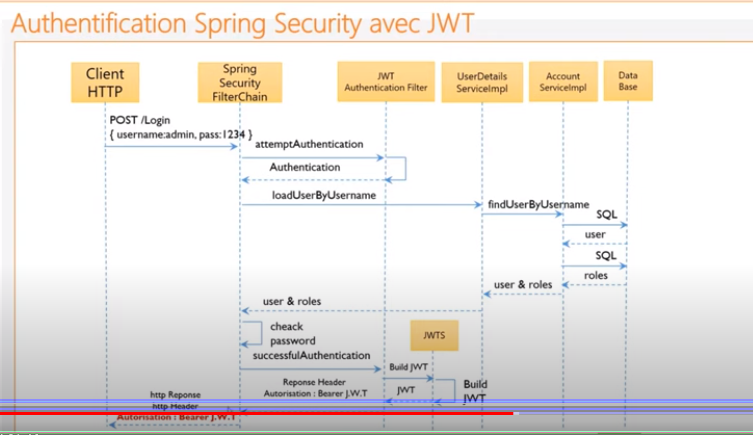 Authentification Spring Security avec JWT
Client
HTTP
Spring
Security
FilterChain
JWT
Authentication Filter
UserDetails
ServiceImpl
Account
ServiceImpl
Data
Base
POST /Login
{ username:admin, pass:1234 }
attemptAuthentication
Authentication
loadUserByUsername
findUserByUsername
SQL
user
SQL
roles
user & roles
user & roles
cheack
password
JWTS
successfulAuthentication
Build JWT
Reponse Header
Autorisation : Bearer J.W.T
JWT
Build
JWT
http Reponse
http Header
Autorisation : Bearer J.W.T